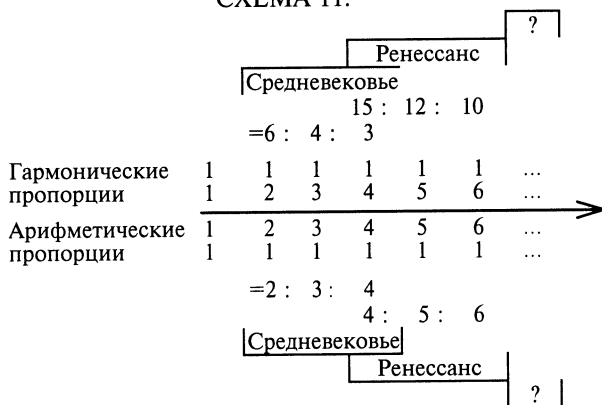 СХЕМА 11.
?
Ренессанс
Средневековье
15 : 12 : 10
=6 : 4 : 3
Гармонические 1 1 1 1 1 1 ...
пропорции 1 2 3 4 5 6
Арифметические 1 2 3 4 5 6 ...
пропорции 1 1 1 1 1 1 ...
=2 : 3 : 4
4 : 5 : 6
Средневековье
Ренессанс
?